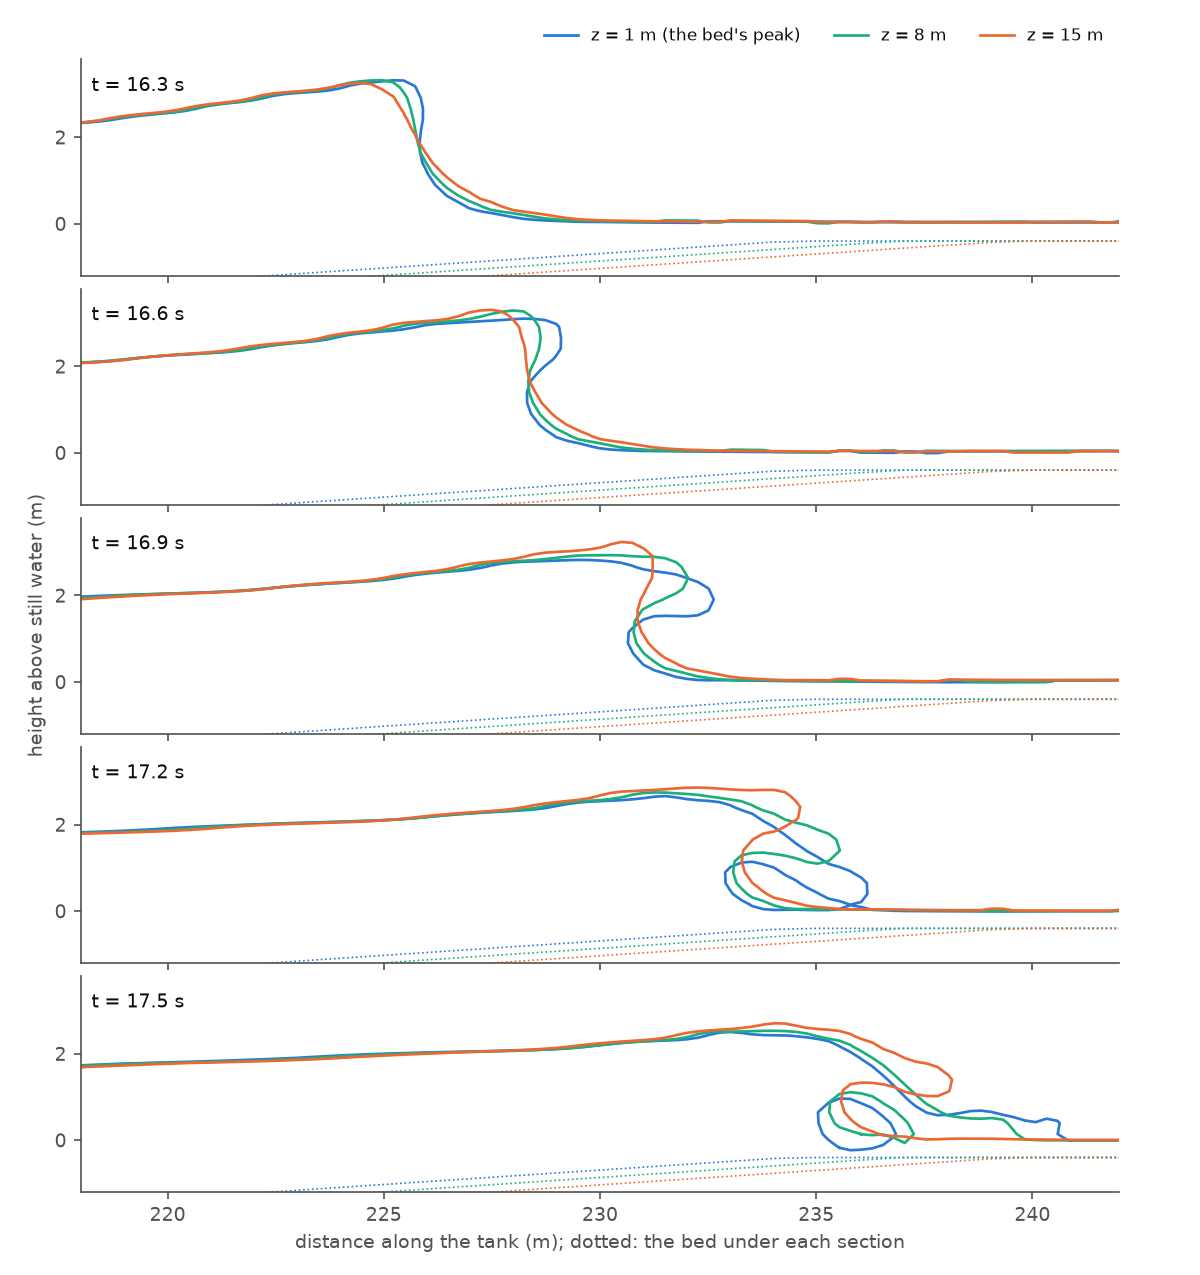 z = 1 m (the bed's peak) z = 8 m z = 15 m
t = 16.3 s
2
0
t = 16.6 s
2
0
t = 16.9 s
2
0
t = 17.2 s
2
0
t = 17.5 s
2
0
height above still water (m)
220 225 230 235 240
distance along the tank (m); dotted: the bed under each section